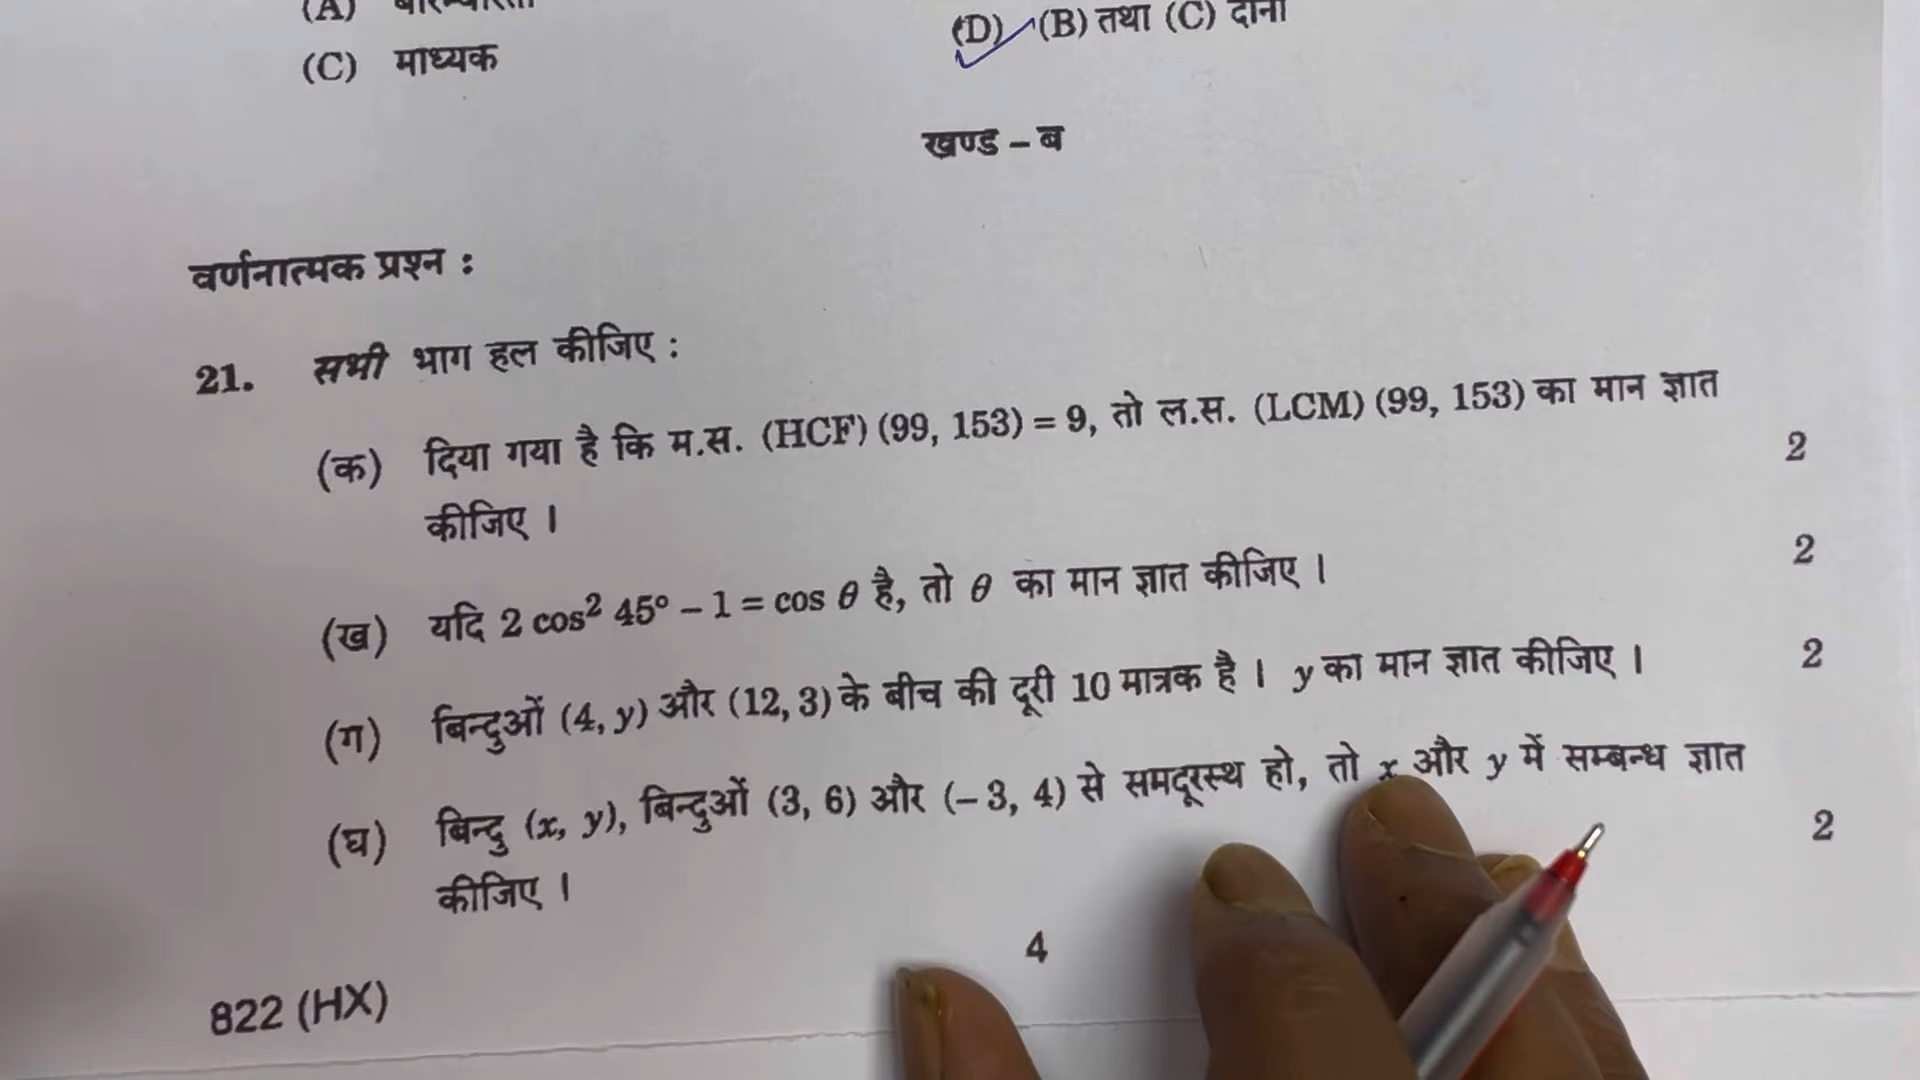 (A)
(D) (B) तथा (C) दोनों
(C) माध्यक
खण्ड – ब
वर्णनात्मक प्रश्न :
21. सभी भाग हल कीजिए :
(क) दिया गया है कि म.स. (HCF) (99, 153) = 9, तो ल.स. (LCM) (99, 153) का मान ज्ञात
कीजिए । 2
(ख) यदि 2 cos² 45° – 1 = cos θ है, तो θ का मान ज्ञात कीजिए । 2
(ग) बिन्दुओं (4, y) और (12, 3) के बीच की दूरी 10 मात्रक है । y का मान ज्ञात कीजिए । 2
(घ) बिन्दु (x, y), बिन्दुओं (3, 6) और (– 3, 4) से समदूरस्थ हो, तो x और y में सम्बन्ध ज्ञात
कीजिए । 2
822 (HX) 4